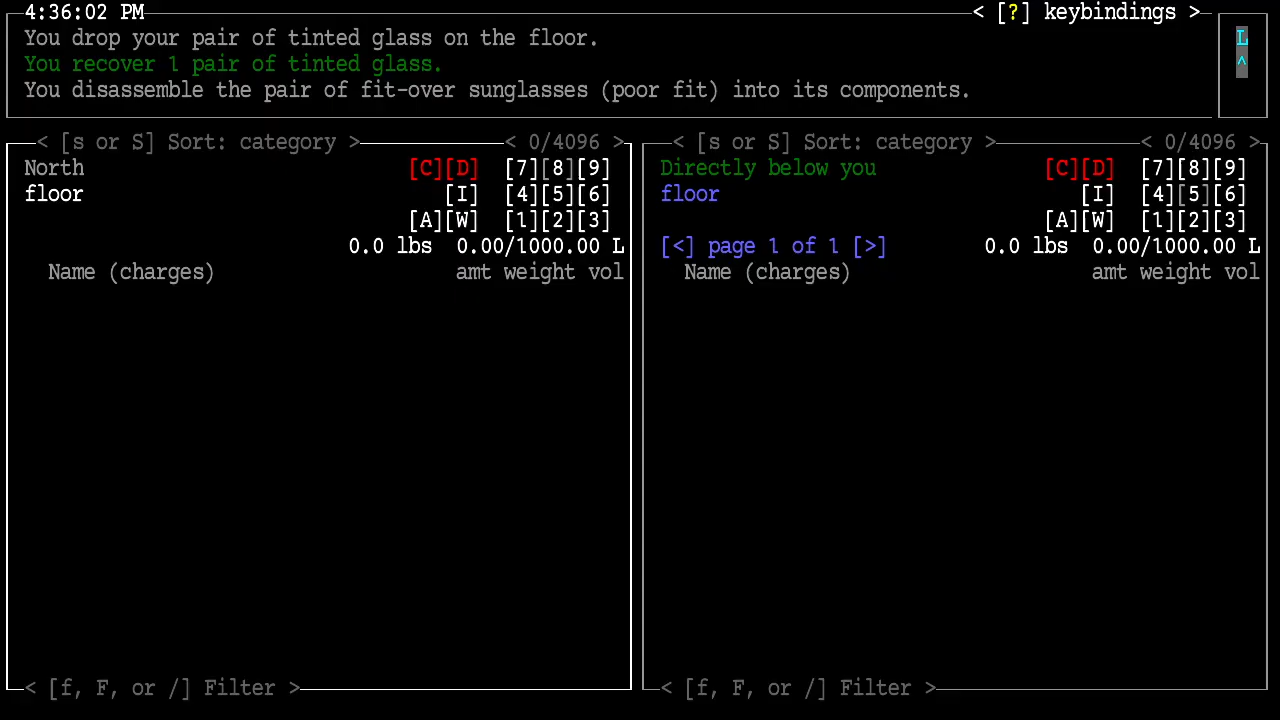 4:36:02 PM < [?] keybindings >
You drop your pair of tinted glass on the floor. L
You recover 1 pair of tinted glass. ^
You disassemble the pair of fit-over sunglasses (poor fit) into its components.
< [s or S] Sort: category > < 0/4096 > < [s or S] Sort: category > < 0/4096 >
North [C][D] [7][8][9] Directly below you [C][D] [7][8][9]
floor [I] [4][5][6] floor [I] [4][5][6]
[A][W] [1][2][3] [A][W] [1][2][3]
0.0 lbs 0.00/1000.00 L [<] page 1 of 1 [>] 0.0 lbs 0.00/1000.00 L
Name (charges) amt weight vol Name (charges) amt weight vol
< [f, F, or /] Filter > < [f, F, or /] Filter >